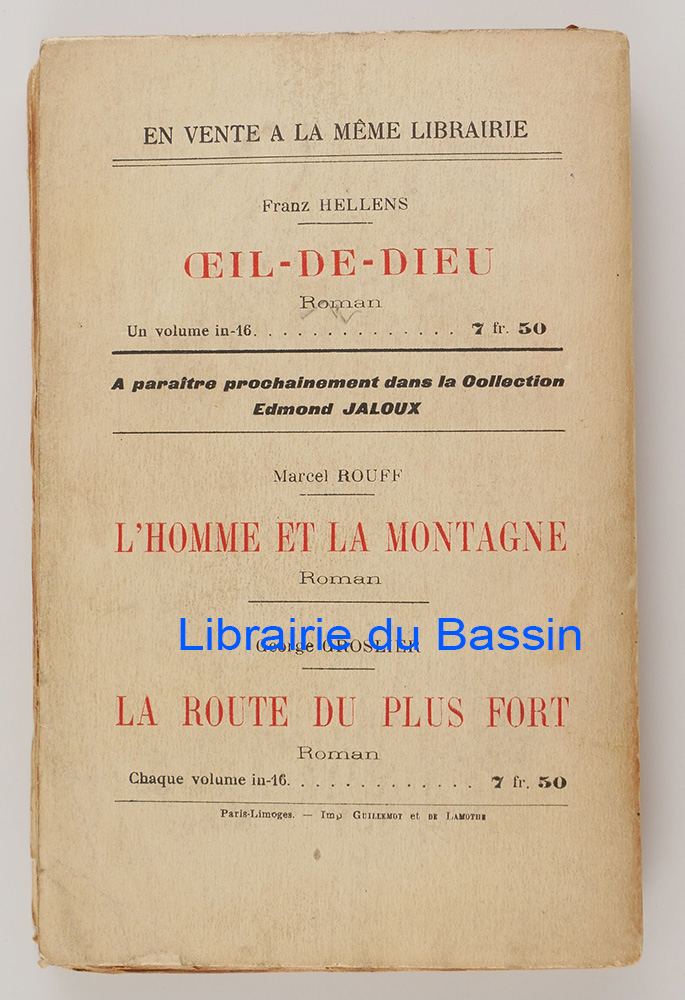 EN VENTE A LA MÊME LIBRAIRIE
Franz HELLENS
ŒIL-DE-DIEU
Roman
Un volume in-16. . . . . . . . . . . . . . . 7 fr. 50
A paraître prochainement dans la Collection
Edmond JALOUX
Marcel ROUFF
L'HOMME ET LA MONTAGNE
Roman
Librairie du Bassin
George GROSLIER
LA ROUTE DU PLUS FORT
Roman
Chaque volume in-16. . . . . . . . . . . . . 7 fr. 50
Paris-Limoges. — Imp GUILLEMOT et DE LAMOTHE